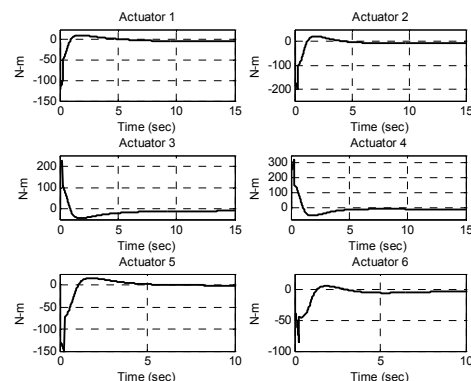 Actuator 1
0
-50
-100
-150
N-m
0 5 10 15
Time (sec)
Actuator 2
0
-100
-200
N-m
0 5 10 15
Time (sec)
Actuator 3
200
100
0
N-m
0 5 10 15
Time (sec)
Actuator 4
300
200
100
0
N-m
0 5 10 15
Time (sec)
Actuator 5
0
-50
-100
-150
N-m
0 5 10
Time (sec)
Actuator 6
0
-50
-100
N-m
0 5 10
Time (sec)